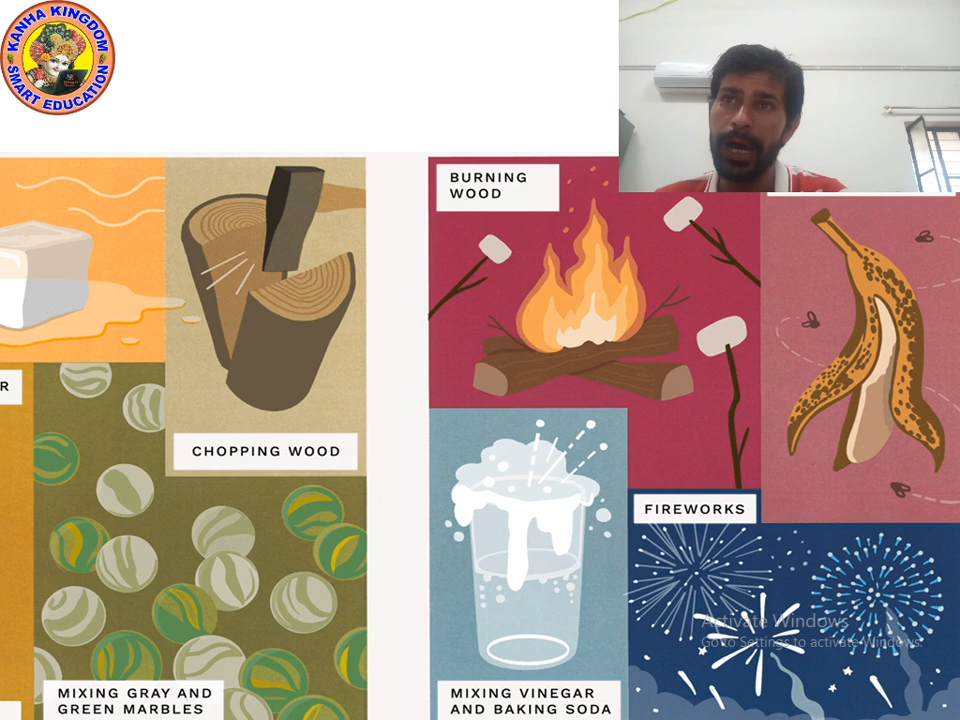 KANHA KINGDOM
SMART EDUCATION
BURNING
WOOD
CHOPPING WOOD
R
FIREWORKS
Activate Windows
Go to Settings to activate Windows.
MIXING GRAY AND
GREEN MARBLES
MIXING VINEGAR
AND BAKING SODA